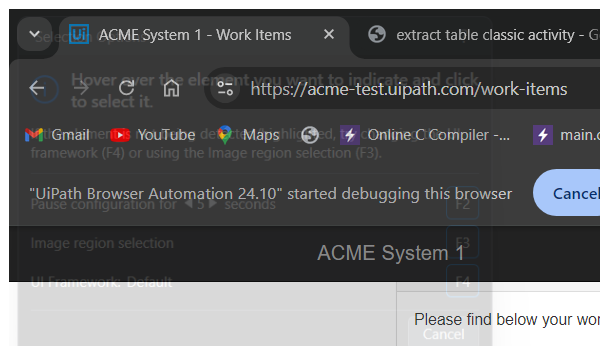 ACME System 1 - Work Items
extract table classic activity - G
Select an
Hover over the element you want to indicate and click
to select it.
https://acme-test.uipath.com/work-items
Gmail
YouTube
Maps
Online C Compiler -...
main.c
framework (F4) or using the Image region selection (F3).
"UiPath Browser Automation 24.10" started debugging this browser
Cancel
Pause configuration for 5 seconds
F2
Image region selection
F3
ACME System 1
UI Framework: Default
F4
Please find below your wor
Cancel